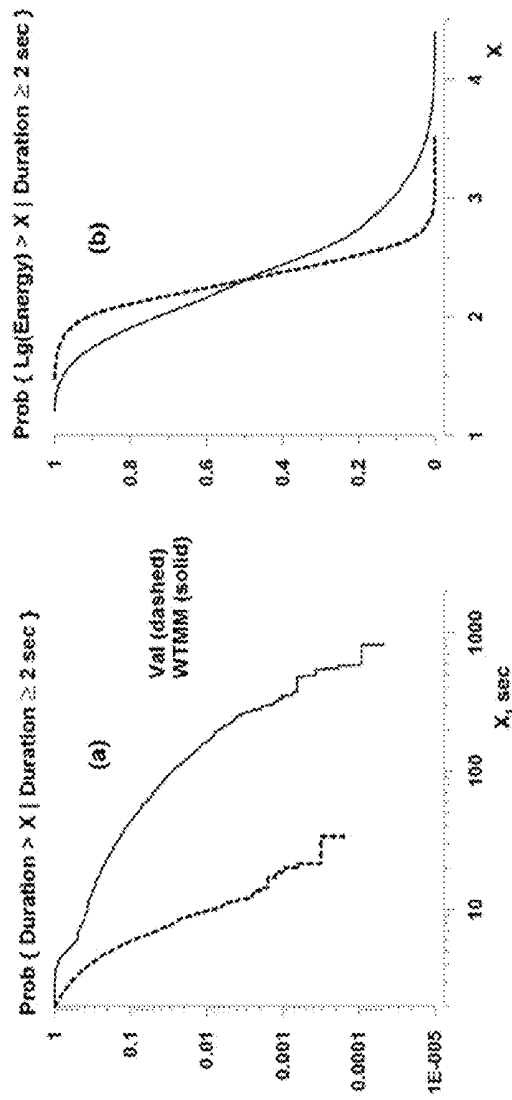 Prob { Duration > X | Duration ≥ 2 sec }
(a)
Val (dashed)
WTMM (solid)
1
0.1
0.01
0.001
0.0001
1E-005
10
100
1000
X, sec
Prob { Lg(Energy) > X | Duration ≥ 2 sec }
(b)
1
0.8
0.6
0.4
0.2
0
1
2
3
4
X